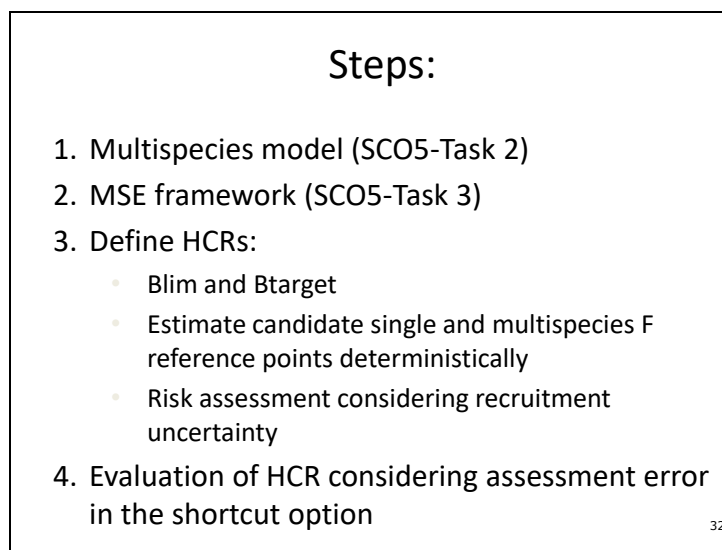 Steps:
1. Multispecies model (SCO5-Task 2)
2. MSE framework (SCO5-Task 3)
3. Define HCRs:
• Blim and Btarget
• Estimate candidate single and multispecies F
reference points deterministically
• Risk assessment considering recruitment
uncertainty
4. Evaluation of HCR considering assessment error
in the shortcut option
32